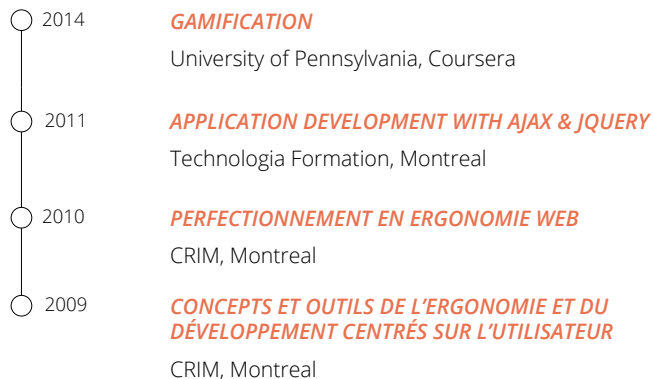 2014 GAMIFICATION
University of Pennsylvania, Coursera
2011 APPLICATION DEVELOPMENT WITH AJAX & JQUERY
Technologia Formation, Montreal
2010 PERFECTIONNEMENT EN ERGONOMIE WEB
CRIM, Montreal
2009 CONCEPTS ET OUTILS DE L’ERGONOMIE ET DU
DÉVELOPPEMENT CENTRÉS SUR L’UTILISATEUR
CRIM, Montreal